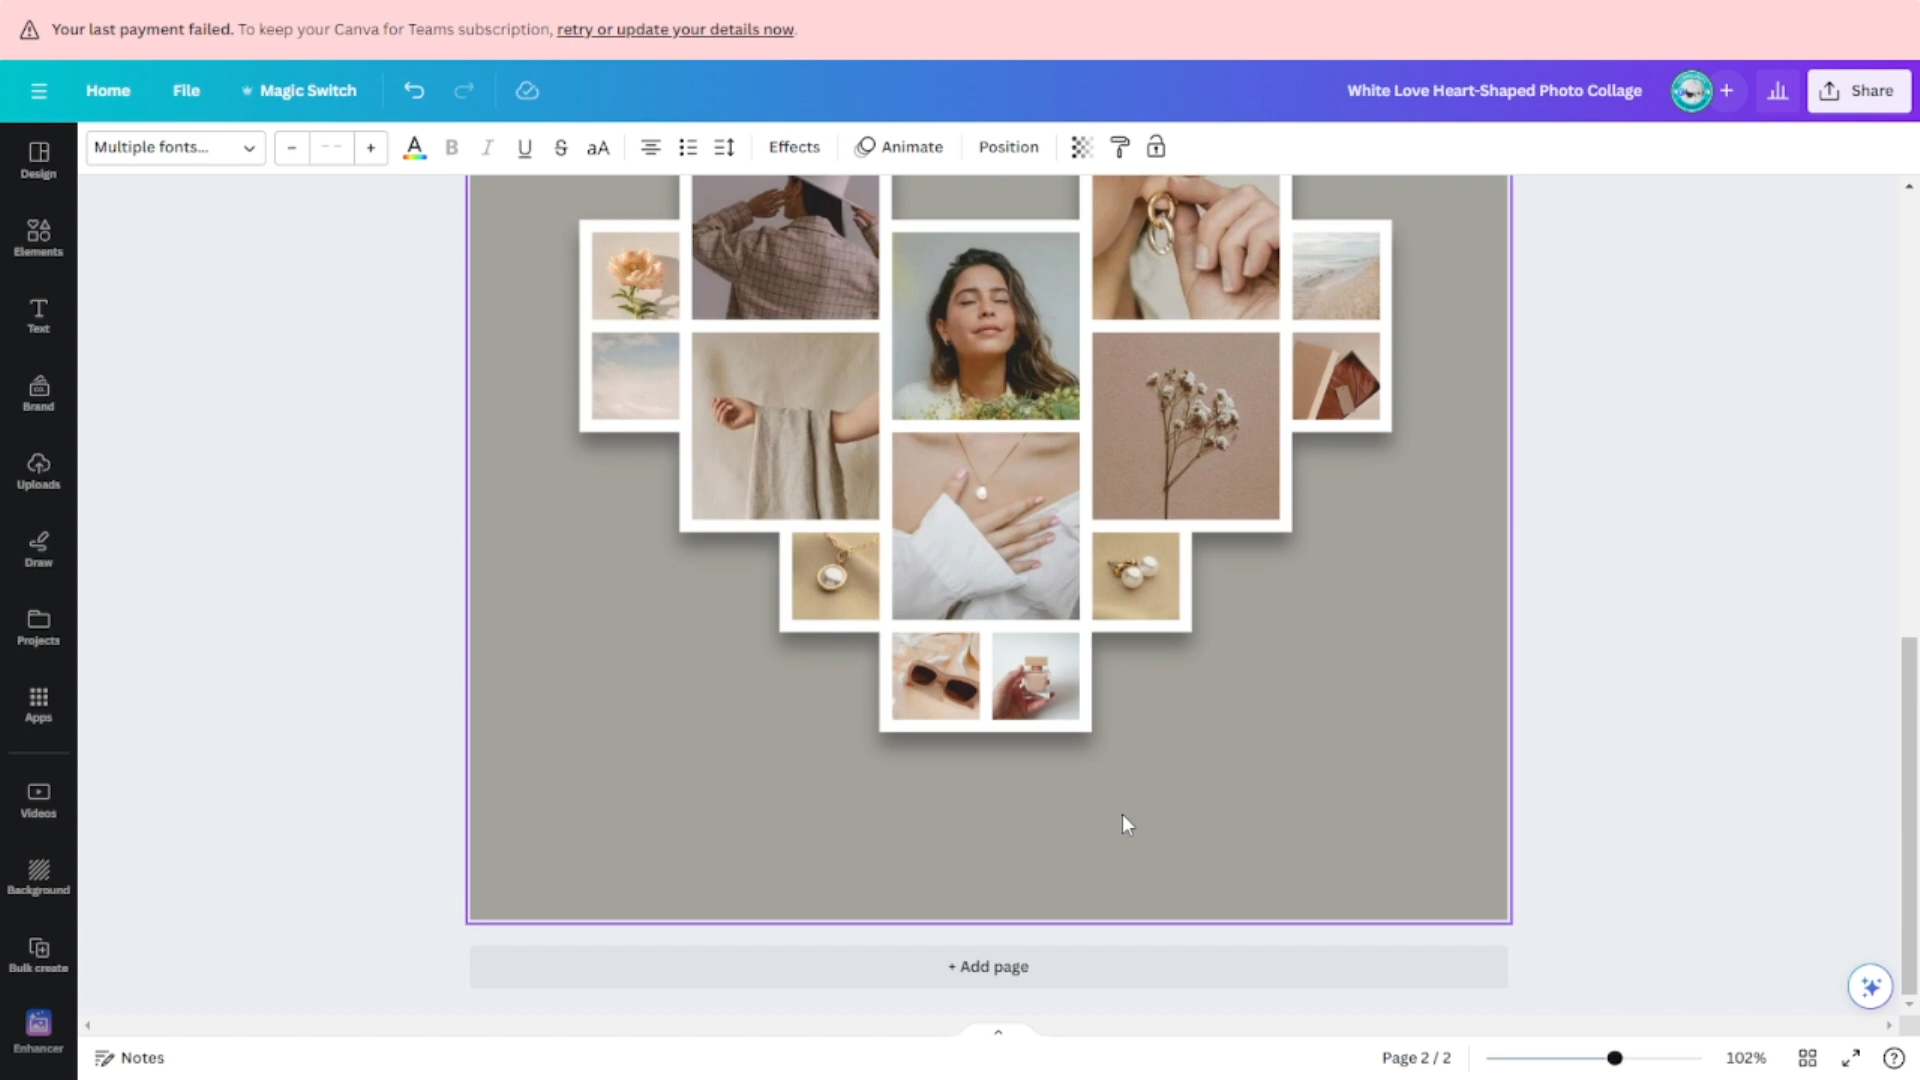 Your last payment failed. To keep your Canva for Teams subscription, retry or update your details now.
Home File Magic Switch White Love Heart-Shaped Photo Collage + Share
Multiple fonts... − -- + A B I U S aA Effects Animate Position
Design
Elements
Text
Brand
Uploads
Draw
Projects
Apps
Videos
Background
Bulk create
Enhancer
+ Add page
Notes Page 2 / 2 102%